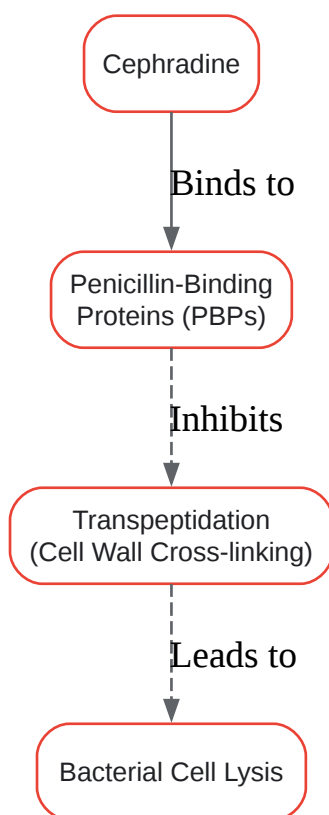 Cephradine
Binds to
Penicillin-Binding
Proteins (PBPs)
Inhibits
Transpeptidation
(Cell Wall Cross-linking)
Leads to
Bacterial Cell Lysis